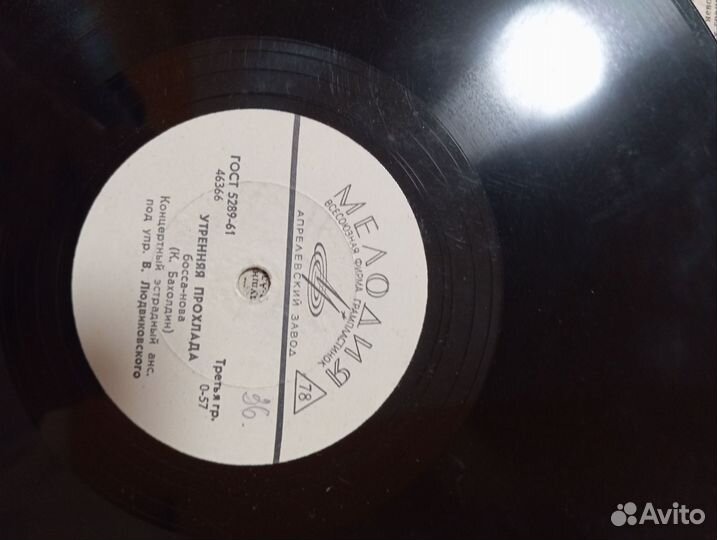 МЕЛОДИЯ
ВСЕСОЮЗНАЯ ФИРМА ГРАМПЛАСТИНОК
АПРЕЛЕВСКИЙ ЗАВОД
78
ГОСТ 5289-61
46366
Третья гр.
0-57
96.
УТРЕННЯЯ ПРОХЛАДА
босса-нова
(К. Бахолдин)
Концертный эстрадный анс.
под упр. В. Людвиковского
Avito